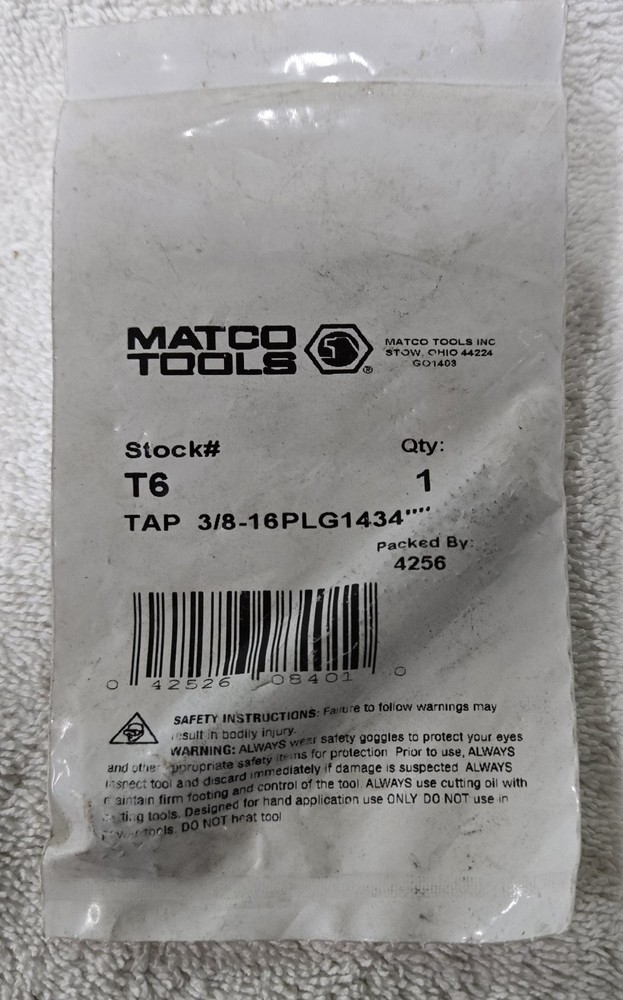 MATCO
TOOLS
®
MATCO TOOLS INC
STOW, OHIO 44224
GO1403
Stock# Qty:
T6 1
TAP 3/8-16PLG1434''''
Packed By:
4256
0 42526 08401 0
SAFETY INSTRUCTIONS: Failure to follow warnings may
result in bodily injury.
WARNING: ALWAYS wear safety goggles to protect your eyes
and other appropriate safety items for protection. Prior to use, ALWAYS
inspect tool and discard immediately if damage is suspected. ALWAYS
maintain firm footing and control of the tool. ALWAYS use cutting oil with
tools. Designed for hand application use ONLY. DO NOT use in
power tools. DO NOT heat tool